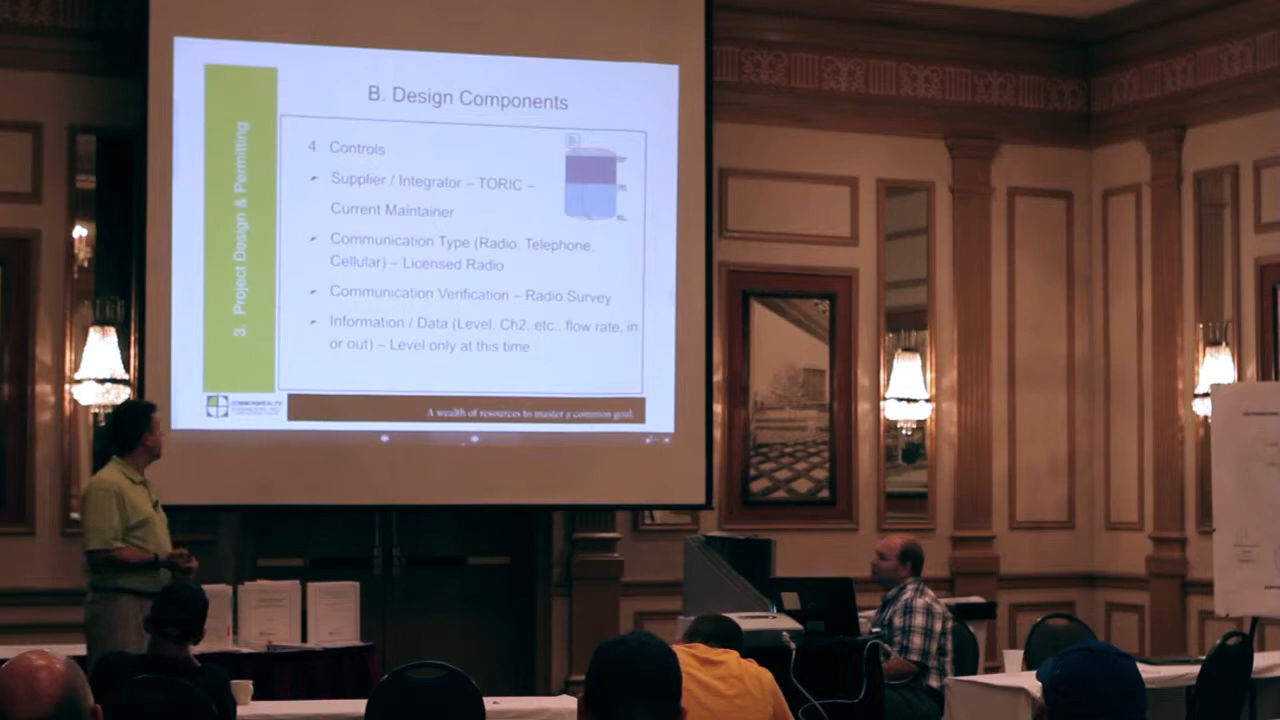 B. Design Components
3. Project Design & Permitting
4 Controls
Supplier / Integrator – TORIC –
Current Maintainer
Communication Type (Radio, Telephone,
Cellular) – Licensed Radio
Communication Verification – Radio Survey
Information / Data (Level, Ch2, etc., flow rate, in
or out) – Level only at this time
COMMONWEALTH
A wealth of resources to master a common goal.